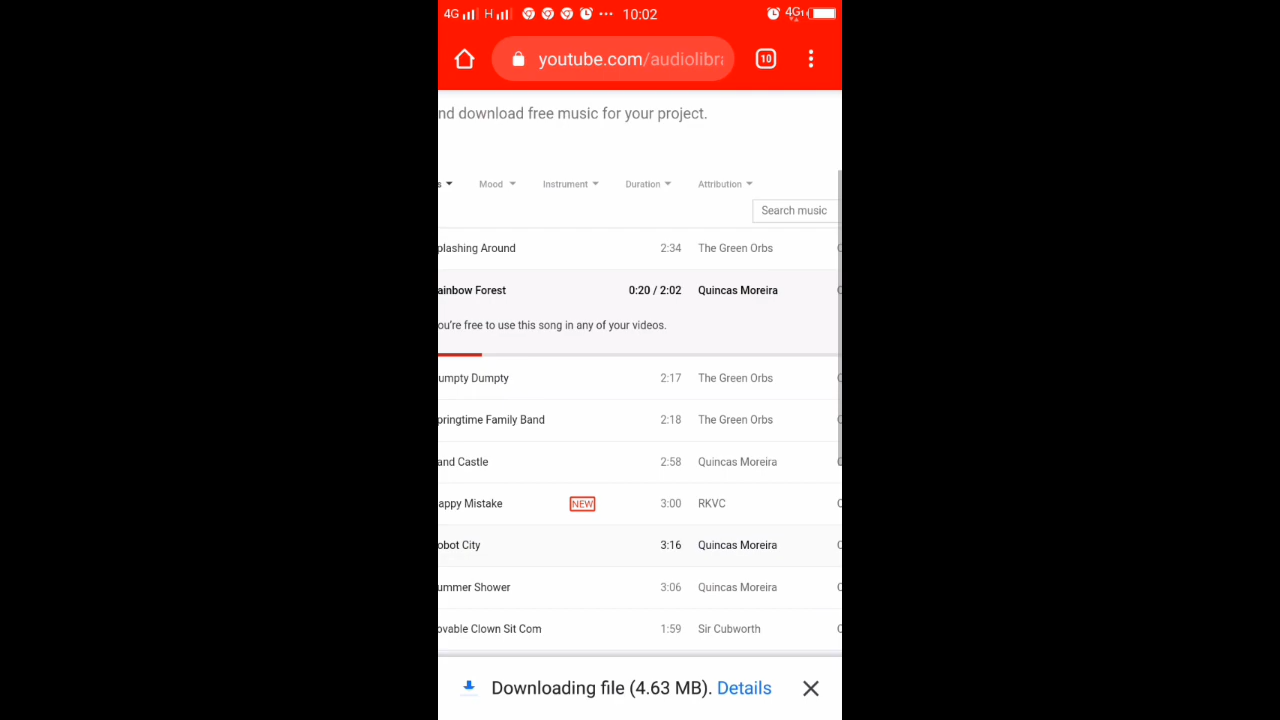 4G H ... 10:02 4G
youtube.com/audiolibra
10
nd download free music for your project.
s Mood Instrument Duration Attribution
Search music
plashing Around 2:34 The Green Orbs
ainbow Forest 0:20 / 2:02 Quincas Moreira
ou're free to use this song in any of your videos.
umpty Dumpty 2:17 The Green Orbs
pringtime Family Band 2:18 The Green Orbs
and Castle 2:58 Quincas Moreira
appy Mistake NEW 3:00 RKVC
obot City 3:16 Quincas Moreira
ummer Shower 3:06 Quincas Moreira
ovable Clown Sit Com 1:59 Sir Cubworth
Downloading file (4.63 MB). Details